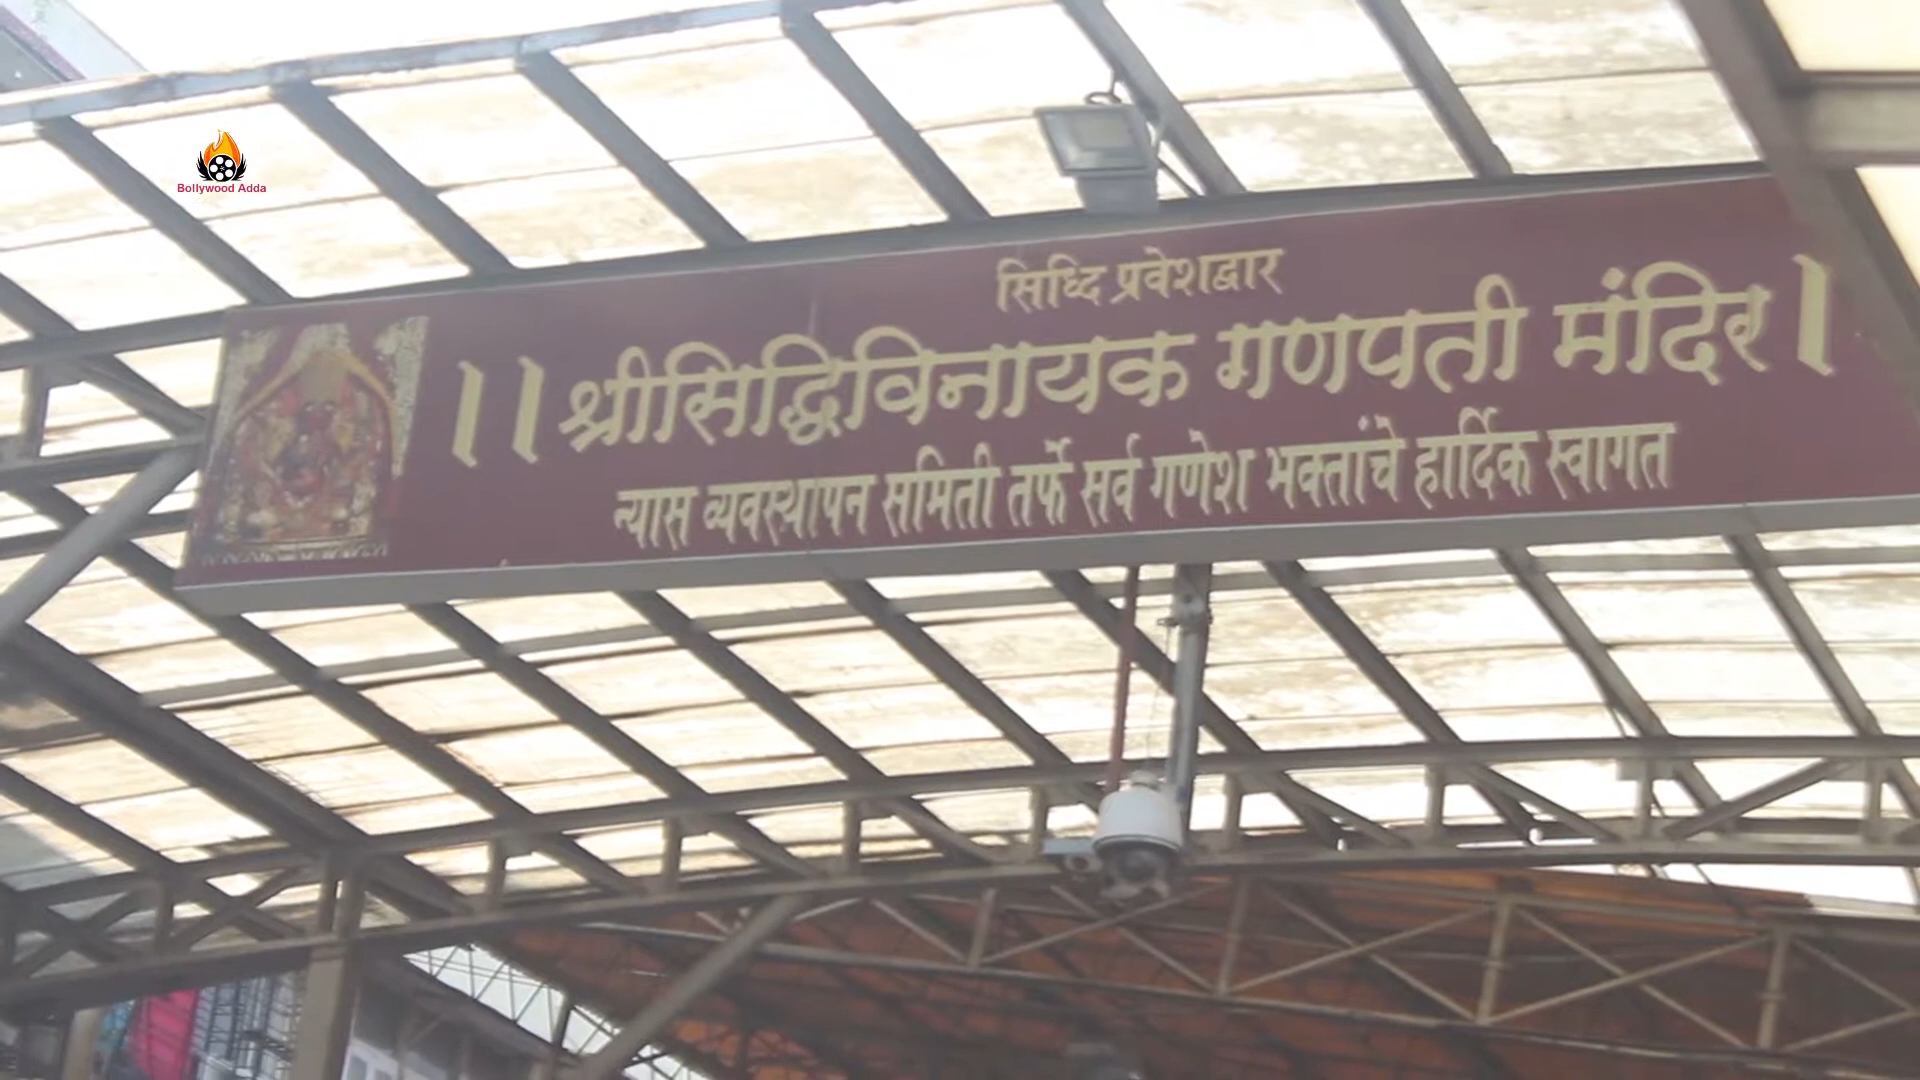 Bollywood Adda
सिध्दि प्रवेशद्वार
।। श्रीसिद्धिविनायक गणपती मंदिर ।
न्यास व्यवस्थापन समिती तर्फे सर्व गणेश भक्तांचे हार्दिक स्वागत